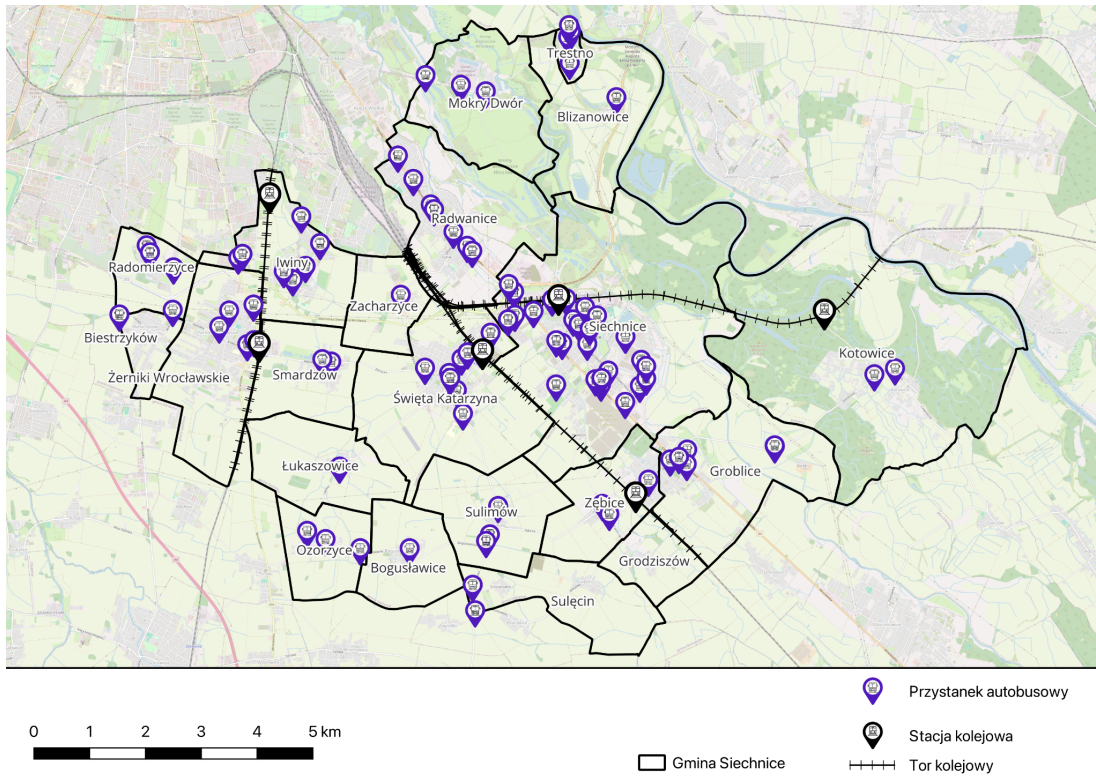 Trestno
Mokry Dwór
Blizanowice
Radwanice
Radomierzyce
Iwiny
Zacharzyce
Siechnice
Biestrzyków
Kotowice
Żerniki Wrocławskie
Smardzów
Święta Katarzyna
Łukaszowice
Groblice
Sulimów
Zębice
Ozorzyce
Bogusławice
Grodziszów
Sulęcin
Przystanek autobusowy
0 1 2 3 4 5 km
Stacja kolejowa
Gmina Siechnice
Tor kolejowy